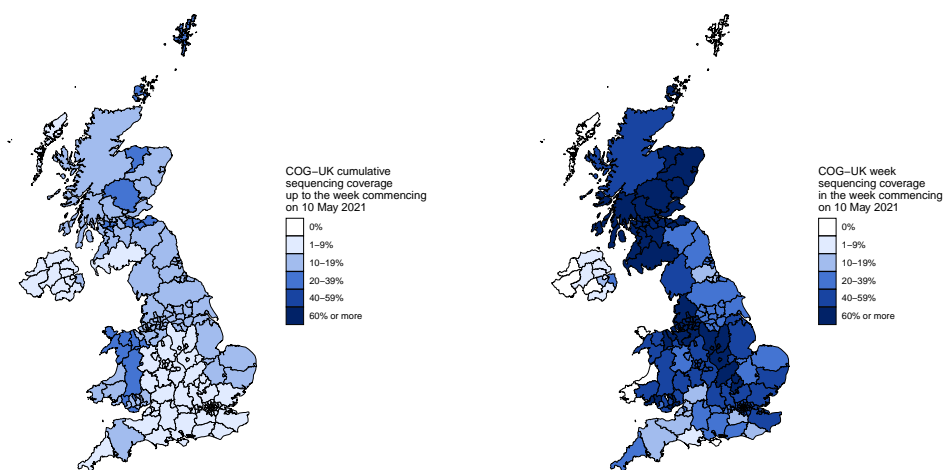 COG–UK cumulative
sequencing coverage
up to the week commencing
on 10 May 2021
0%
1–9%
10–19%
20–39%
40–59%
60% or more
COG–UK week
sequencing coverage
in the week commencing
on 10 May 2021
0%
1–9%
10–19%
20–39%
40–59%
60% or more